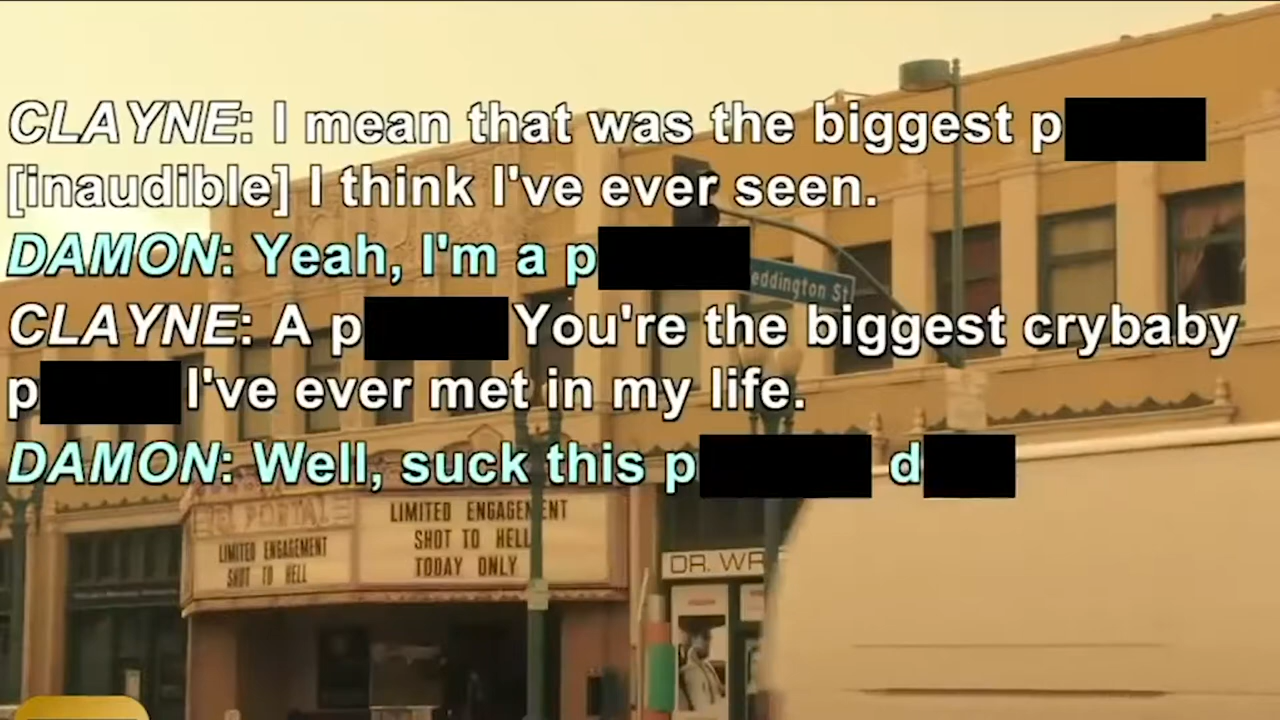 CLAYNE: I mean that was the biggest p
[inaudible] I think I've ever seen.
DAMON: Yeah, I'm a p
CLAYNE: A p You're the biggest crybaby
p I've ever met in my life.
DAMON: Well, suck this p d
eddington St
EL PORTAL
LIMITED ENGAGEMENT
SHOT TO HELL
LIMITED ENGAGEMENT
SHOT TO HELL
TODAY ONLY
DR. WR